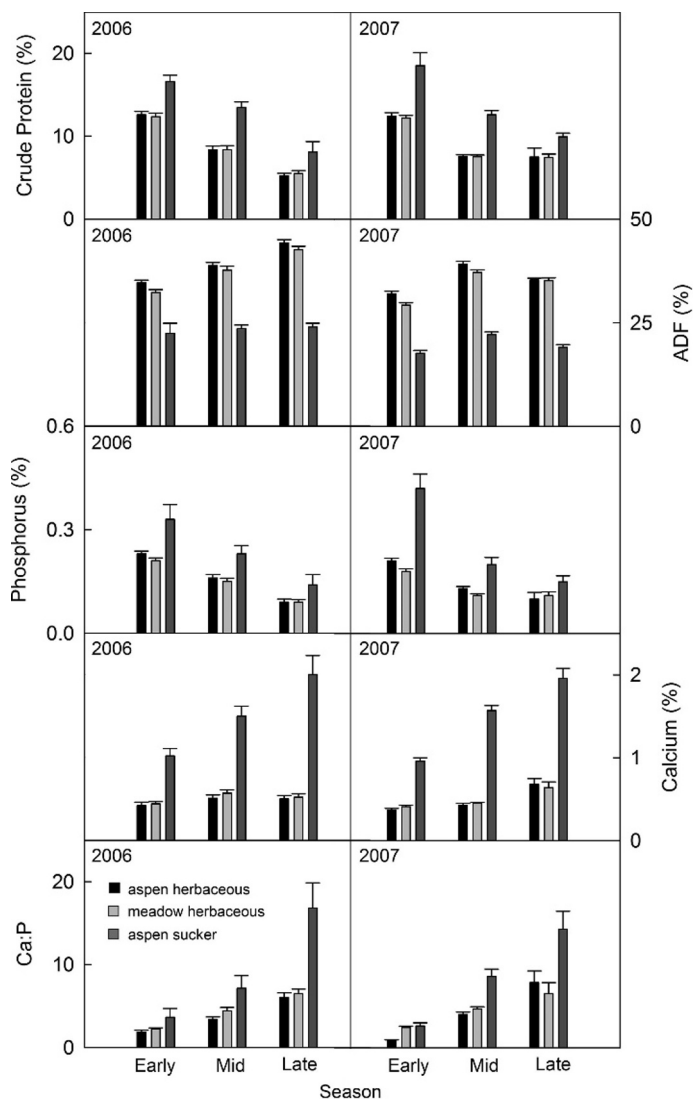 2006
2007
Crude Protein (%)
20
10
0
2006
2007
ADF (%)
50
25
0
2006
2007
Phosphorus (%)
0.6
0.3
0.0
2006
2007
Calcium (%)
2
1
0
2006
2007
Ca:P
20
10
0
aspen herbaceous
meadow herbaceous
aspen sucker
Early Mid Late Early Mid Late
Season